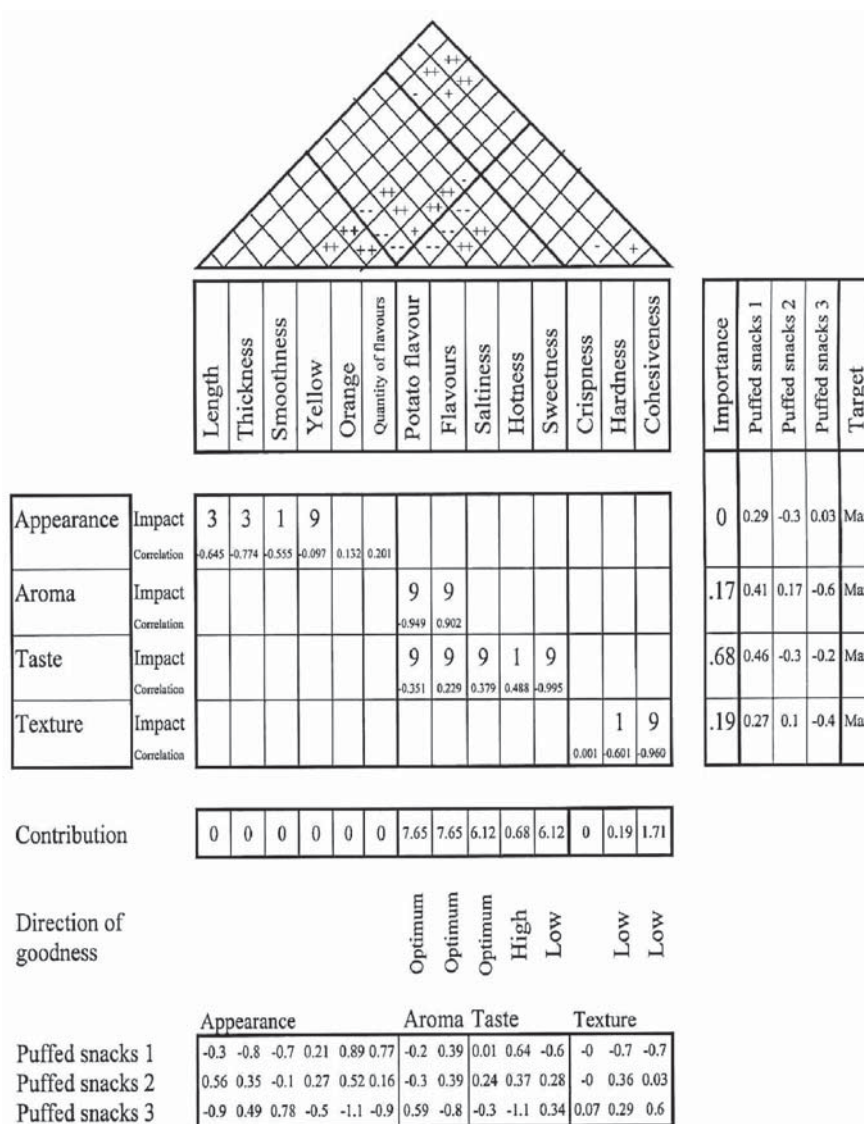 ++
++ ++
- +
-
++ ++
-- ++ ++ --
++ -- + -- ++
++ ++ -- -- ++ - +
Length Thickness Smoothness Yellow Orange Quantity of flavours Potato flavour Flavours Saltiness Hotness Sweetness Crispness Hardness Cohesiveness Importance Puffed snacks 1 Puffed snacks 2 Puffed snacks 3 Target
Appearance Impact 3 3 1 9 0 0.29 -0.3 0.03 Ma
Correlation -0.645 -0.774 -0.555 -0.097 0.132 0.201
Aroma Impact 9 9 .17 0.41 0.17 -0.6 Ma
Correlation -0.949 0.902
Taste Impact 9 9 9 1 9 .68 0.46 -0.3 -0.2 Ma
Correlation -0.351 0.229 0.379 0.488 -0.995
Texture Impact 1 9 .19 0.27 0.1 -0.4 Ma
Correlation 0.001 -0.601 -0.960
Contribution 0 0 0 0 0 0 7.65 7.65 6.12 0.68 6.12 0 0.19 1.71
Direction of
goodness
Optimum Optimum Optimum High Low Low Low
Appearance Aroma Taste Texture
Puffed snacks 1 -0.3 -0.8 -0.7 0.21 0.89 0.77 -0.2 0.39 0.01 0.64 -0.6 -0 -0.7 -0.7
Puffed snacks 2 0.56 0.35 -0.1 0.27 0.52 0.16 -0.3 0.39 0.24 0.37 0.28 -0 0.36 0.03
Puffed snacks 3 -0.9 0.49 0.78 -0.5 -1.1 -0.9 0.59 -0.8 -0.3 -1.1 0.34 0.07 0.29 0.6